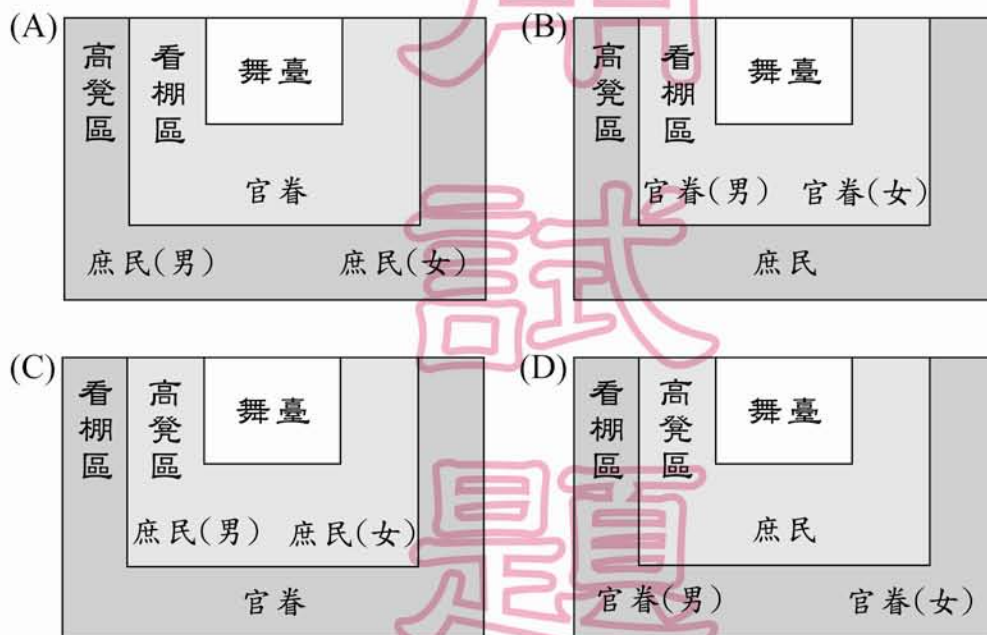 (A)
高凳區
看棚區
舞臺
官眷
庶民(男) 庶民(女)
(B)
高凳區
看棚區
舞臺
官眷(男) 官眷(女)
庶民
(C)
看棚區
高凳區
舞臺
庶民(男) 庶民(女)
官眷
(D)
看棚區
高凳區
舞臺
庶民
官眷(男) 官眷(女)
試
題